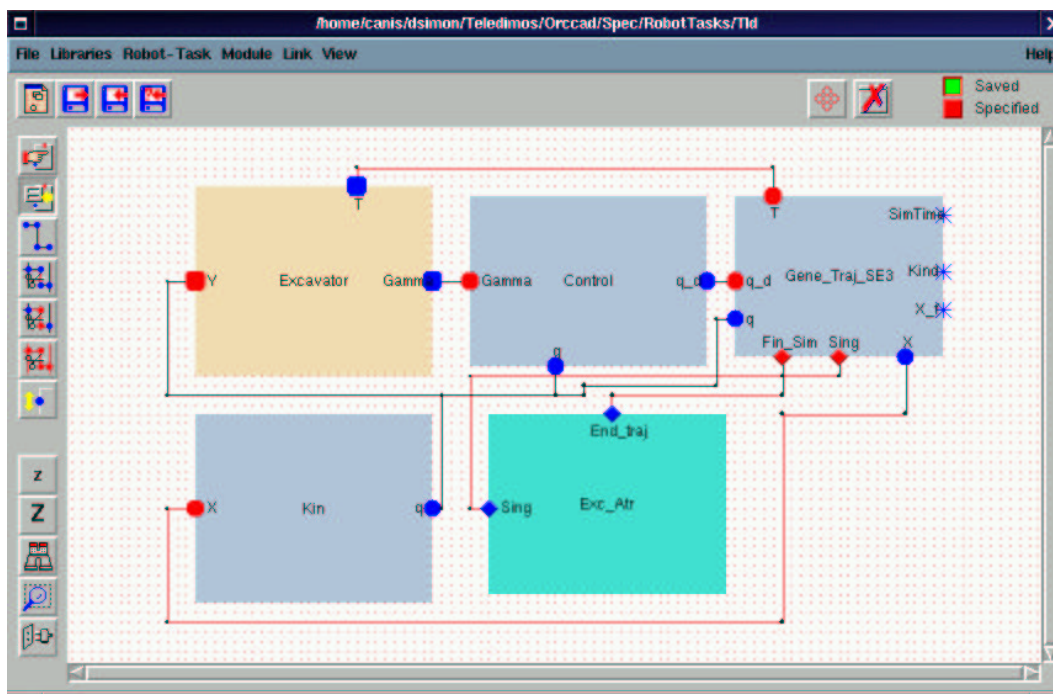 /home/canis/dsimon/Teledimos/Orccad/Spec/RobotTasks/Tld
File Libraries Robot-Task Module Link View Help
Saved
Specified
T
T
SimTime
Y Excavator Gamma
Gamma Control q_d
q_d Gene_Traj_SE3 Kind
q
X_f
q
Fin_Sim Sing X
End_traj
X Kin q
Sing Exc_Atr
z
Z